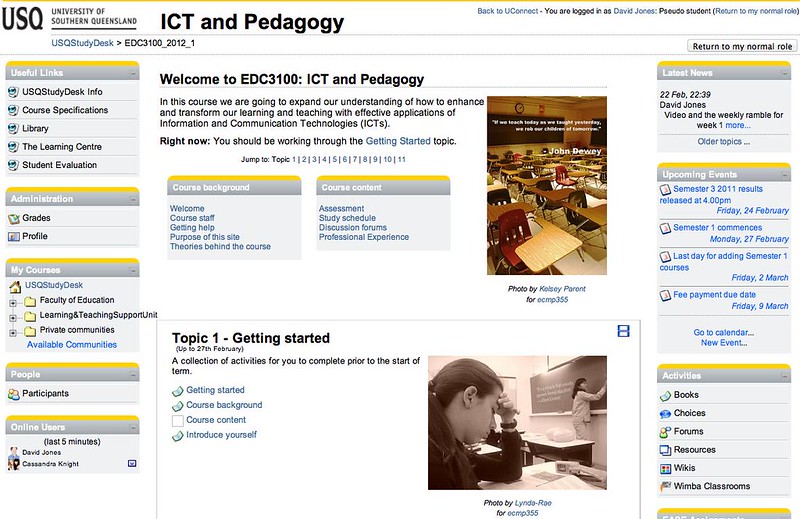 USQ UNIVERSITY OF
SOUTHERN QUEENSLAND
ICT and Pedagogy
Back to UConnect - You are logged in as David Jones: Pseudo student (Return to my normal role)
USQStudyDesk > EDC3100_2012_1
Return to my normal role
Useful Links
USQStudyDesk Info
Course Specifications
Library
The Learning Centre
Student Evaluation
Administration
Grades
Profile
My Courses
USQStudyDesk
Faculty of Education
Learning&TeachingSupportUnit
Private communities
Available Communities
People
Participants
Online Users
(last 5 minutes)
David Jones
Cassandra Knight
Welcome to EDC3100: ICT and Pedagogy
In this course we are going to expand our understanding of how to enhance
and transform our learning and teaching with effective applications of
Information and Communication Technologies (ICTs).
Right now: You should be working through the Getting Started topic.
Jump to: Topic 1 | 2 | 3 | 4 | 5 | 6 | 7 | 8 | 9 | 10 | 11
Course background
Welcome
Course staff
Getting help
Purpose of this site
Theories behind the course
Course content
Assessment
Study schedule
Discussion forums
Professional Experience
"If we teach today as we taught yesterday,
we rob our children of tomorrow."
- John Dewey
Photo by Kelsey Parent
for ecmp355
Topic 1 - Getting started
(Up to 27th February)
A collection of activities for you to complete prior to the start of
term.
Getting started
Course background
Course content
Introduce yourself
Photo by Lynda-Rae
for ecmp355
Latest News
22 Feb, 22:39
David Jones
Video and the weekly ramble for
week 1 more...
Older topics ...
Upcoming Events
Semester 3 2011 results
released at 4.00pm
Friday, 24 February
Semester 1 commences
Monday, 27 February
Last day for adding Semester 1
courses
Friday, 2 March
Fee payment due date
Friday, 9 March
Go to calendar...
New Event...
Activities
Books
Choices
Forums
Resources
Wikis
Wimba Classrooms